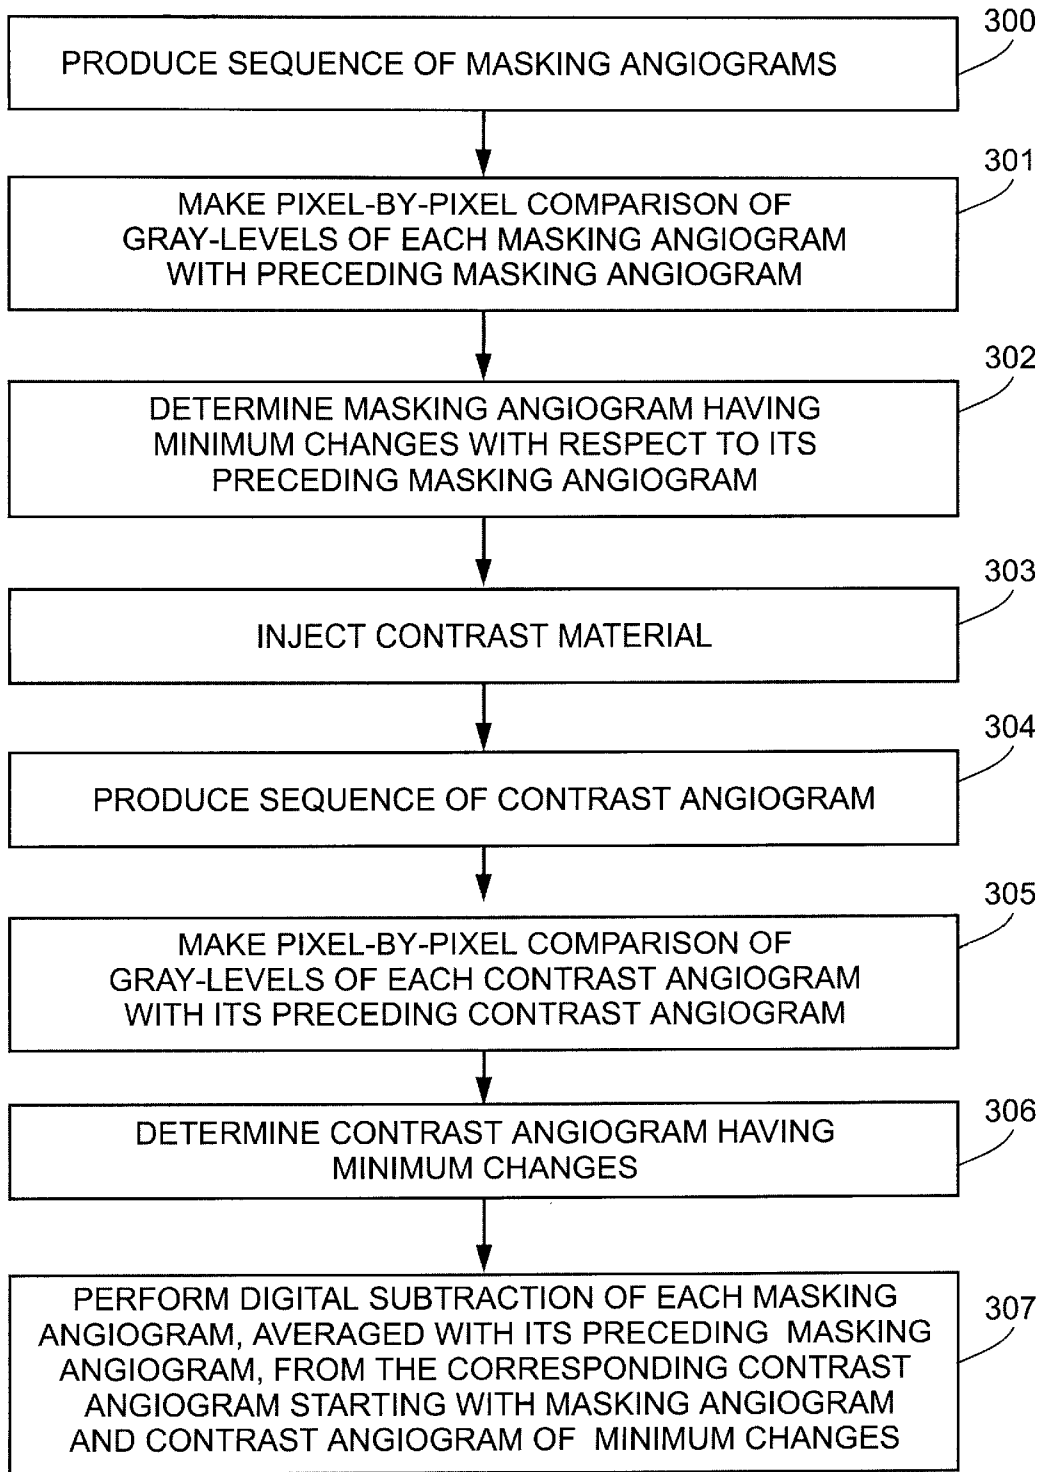 300
PRODUCE SEQUENCE OF MASKING ANGIOGRAMS
301
MAKE PIXEL-BY-PIXEL COMPARISON OF
GRAY-LEVELS OF EACH MASKING ANGIOGRAM
WITH PRECEDING MASKING ANGIOGRAM
302
DETERMINE MASKING ANGIOGRAM HAVING
MINIMUM CHANGES WITH RESPECT TO ITS
PRECEDING MASKING ANGIOGRAM
303
INJECT CONTRAST MATERIAL
304
PRODUCE SEQUENCE OF CONTRAST ANGIOGRAM
305
MAKE PIXEL-BY-PIXEL COMPARISON OF
GRAY-LEVELS OF EACH CONTRAST ANGIOGRAM
WITH ITS PRECEDING CONTRAST ANGIOGRAM
306
DETERMINE CONTRAST ANGIOGRAM HAVING
MINIMUM CHANGES
307
PERFORM DIGITAL SUBTRACTION OF EACH MASKING
ANGIOGRAM, AVERAGED WITH ITS PRECEDING MASKING
ANGIOGRAM, FROM THE CORRESPONDING CONTRAST
ANGIOGRAM STARTING WITH MASKING ANGIOGRAM
AND CONTRAST ANGIOGRAM OF MINIMUM CHANGES